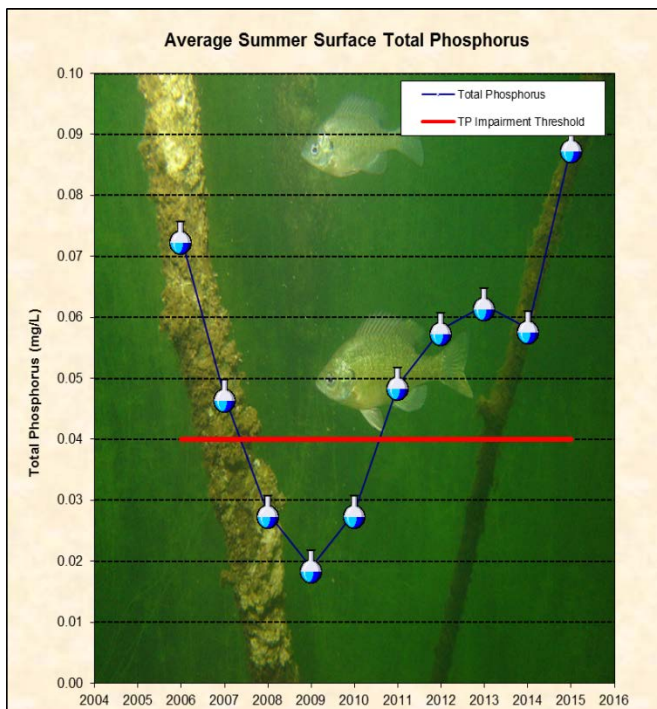 Average Summer Surface Total Phosphorus
Total Phosphorus
TP Impairment Threshold
0.10
0.09
0.08
0.07
0.06
0.05
0.04
0.03
0.02
0.01
0.00
Total Phosphorus (mg/L)
2004 2005 2006 2007 2008 2009 2010 2011 2012 2013 2014 2015 2016